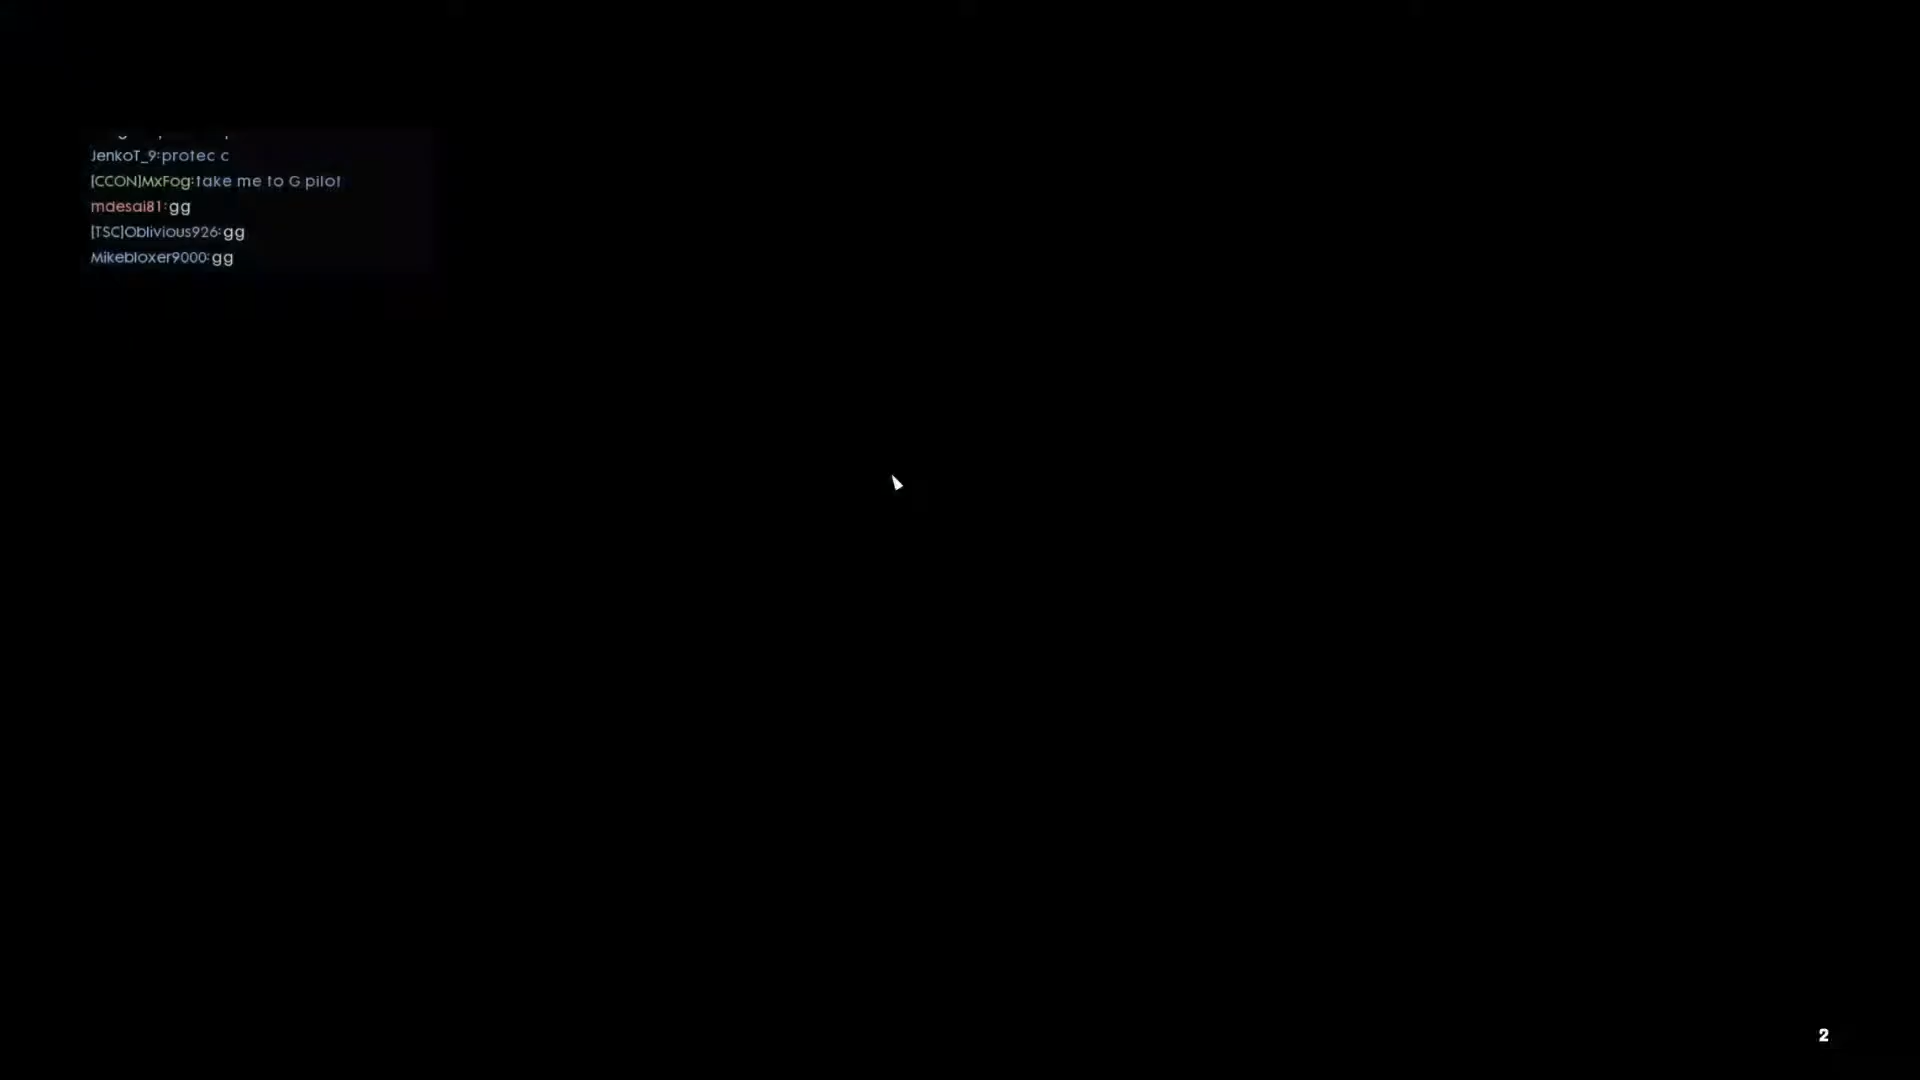 JenkoT_9:protec c
[CCON]MxFog:take me to G pilot
mdesai81:gg
[TSC]Oblivious926:gg
Mikebloxer9000:gg
2